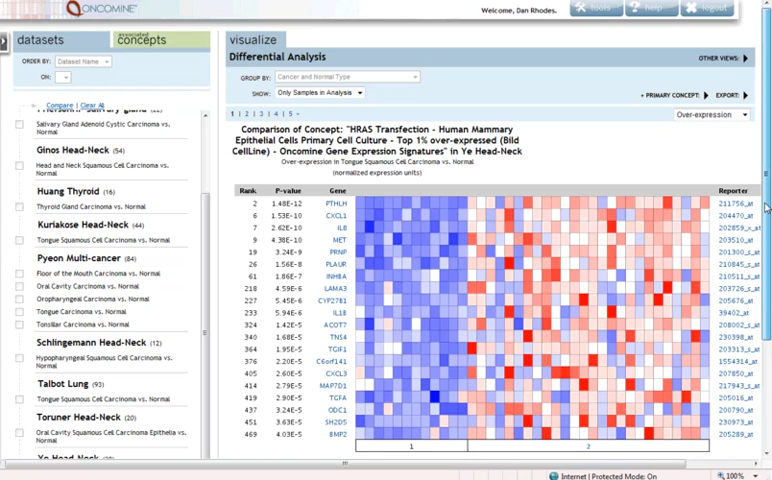 ONCOMINE™
Welcome, Dan Rhodes.
Tools
? help
logout
datasets
associated
concepts
ORDER BY: Dataset Name
ON:
Compare | Clear All
Salivary Gland Adenoid Cystic Carcinoma vs.
Normal
Ginos Head-Neck (54)
Head and Neck Squamous Cell Carcinoma vs.
Normal
Huang Thyroid (16)
Thyroid Gland Carcinoma vs. Normal
Kuriakose Head-Neck (44)
Tongue Squamous Cell Carcinoma vs. Normal
Pyeon Multi-cancer (84)
Floor of the Mouth Carcinoma vs. Normal
Oral Cavity Carcinoma vs. Normal
Oropharyngeal Carcinoma vs. Normal
Tongue Carcinoma vs. Normal
Tonsillar Carcinoma vs. Normal
Schlingemann Head-Neck (12)
Hypopharyngeal Squamous Cell Carcinoma vs.
Normal
Talbot Lung (93)
Tongue Squamous Cell Carcinoma vs. Normal
Toruner Head-Neck (20)
Oral Cavity Squamous Cell Carcinoma Epithelia vs.
Normal
Ye Head-Neck
visualize
Differential Analysis
OTHER VIEWS:
GROUP BY: Cancer and Normal Type
SHOW: Only Samples in Analysis
+ PRIMARY CONCEPT: EXPORT:
1 | 2 | 3 | 4 | 5
Over-expression
Comparison of Concept: "HRAS Transfection - Human Mammary
Epithelial Cells Primary Cell Culture - Top 1% over-expressed (Bild
CellLine) - Oncomine Gene Expression Signatures" in Ye Head-Neck
Over-expression in Tongue Squamous Cell Carcinoma vs. Normal
(normalized expression units)
Rank P-value Gene Reporter
2 1.48E-12 PTHLH 211756_at
6 1.53E-10 CXCL1 204470_at
7 2.62E-10 IL8 202859_x_at
9 4.38E-10 MET 203510_at
19 3.24E-9 PRNP 201300_s_at
26 1.56E-8 PLAUR 210845_s_at
61 1.86E-7 INHBA 210511_s_at
218 4.59E-6 LAMA3 203726_s_at
227 5.45E-6 CYP27B1 205676_at
233 5.94E-6 IL1B 39402_at
324 1.42E-5 ACOT7 208002_s_at
340 1.68E-5 TNS4 230398_at
364 1.95E-5 TGIF1 203313_s_at
376 2.20E-5 C6orf141 1554314_at
405 2.60E-5 CXCL3 207850_at
414 2.79E-5 MAP7D1 217943_s_at
419 2.90E-5 TGFA 205016_at
437 3.24E-5 ODC1 200790_at
451 3.63E-5 SH2D5 230973_at
469 4.03E-5 BMP2 205289_at
1 2
Internet | Protected Mode: On
100%